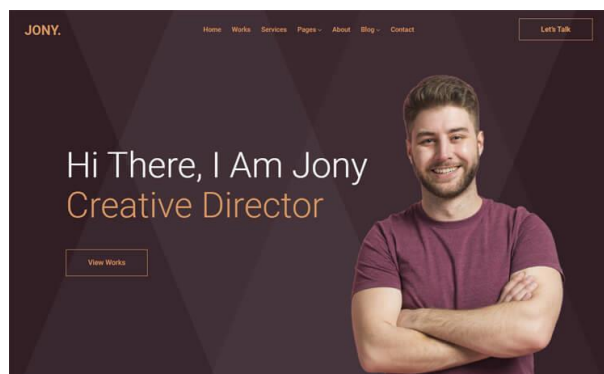 JONY.
Home Works Services Pages About Blog Contact
Let's Talk
Hi There, I Am Jony
Creative Director
View Works